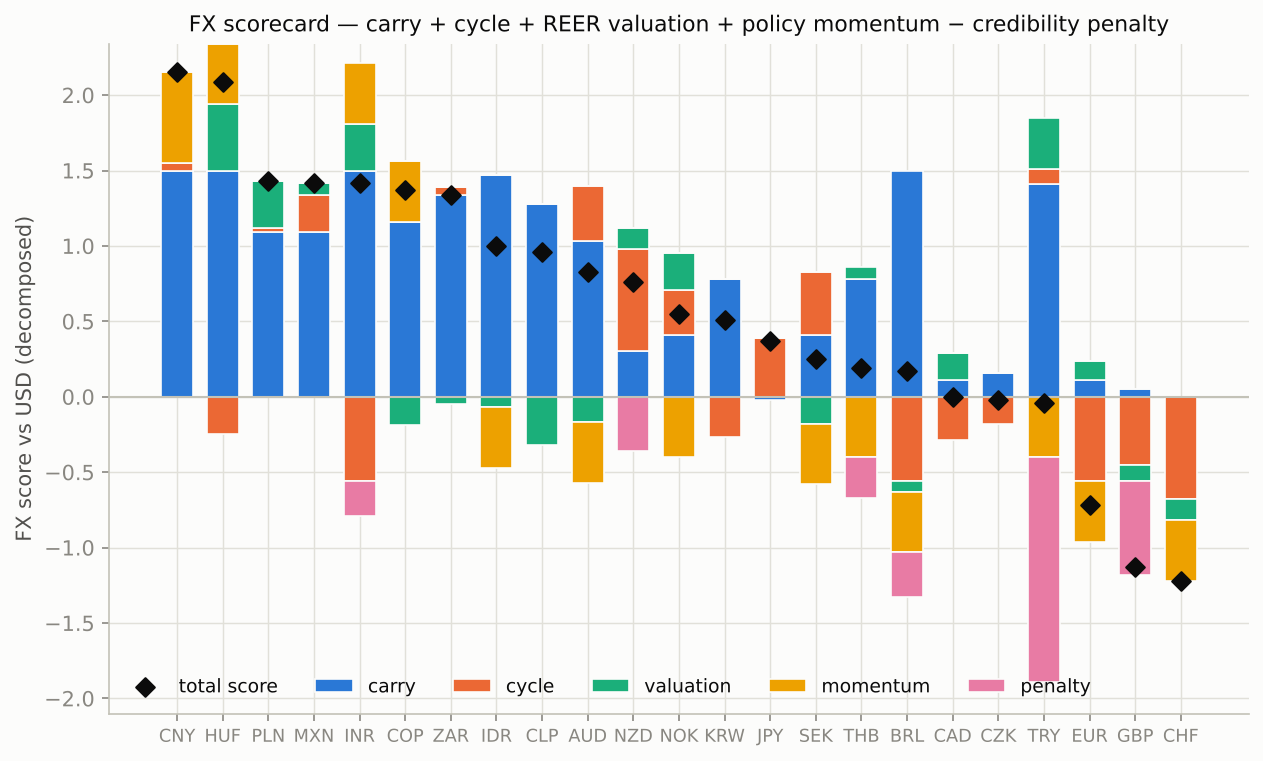 FX scorecard — carry + cycle + REER valuation + policy momentum − credibility penalty
FX score vs USD (decomposed)
2.0
1.5
1.0
0.5
0.0
−0.5
−1.0
−1.5
−2.0
total score carry cycle valuation momentum penalty
CNY HUF PLN MXN INR COP ZAR IDR CLP AUD NZD NOK KRW JPY SEK THB BRL CAD CZK TRY EUR GBP CHF